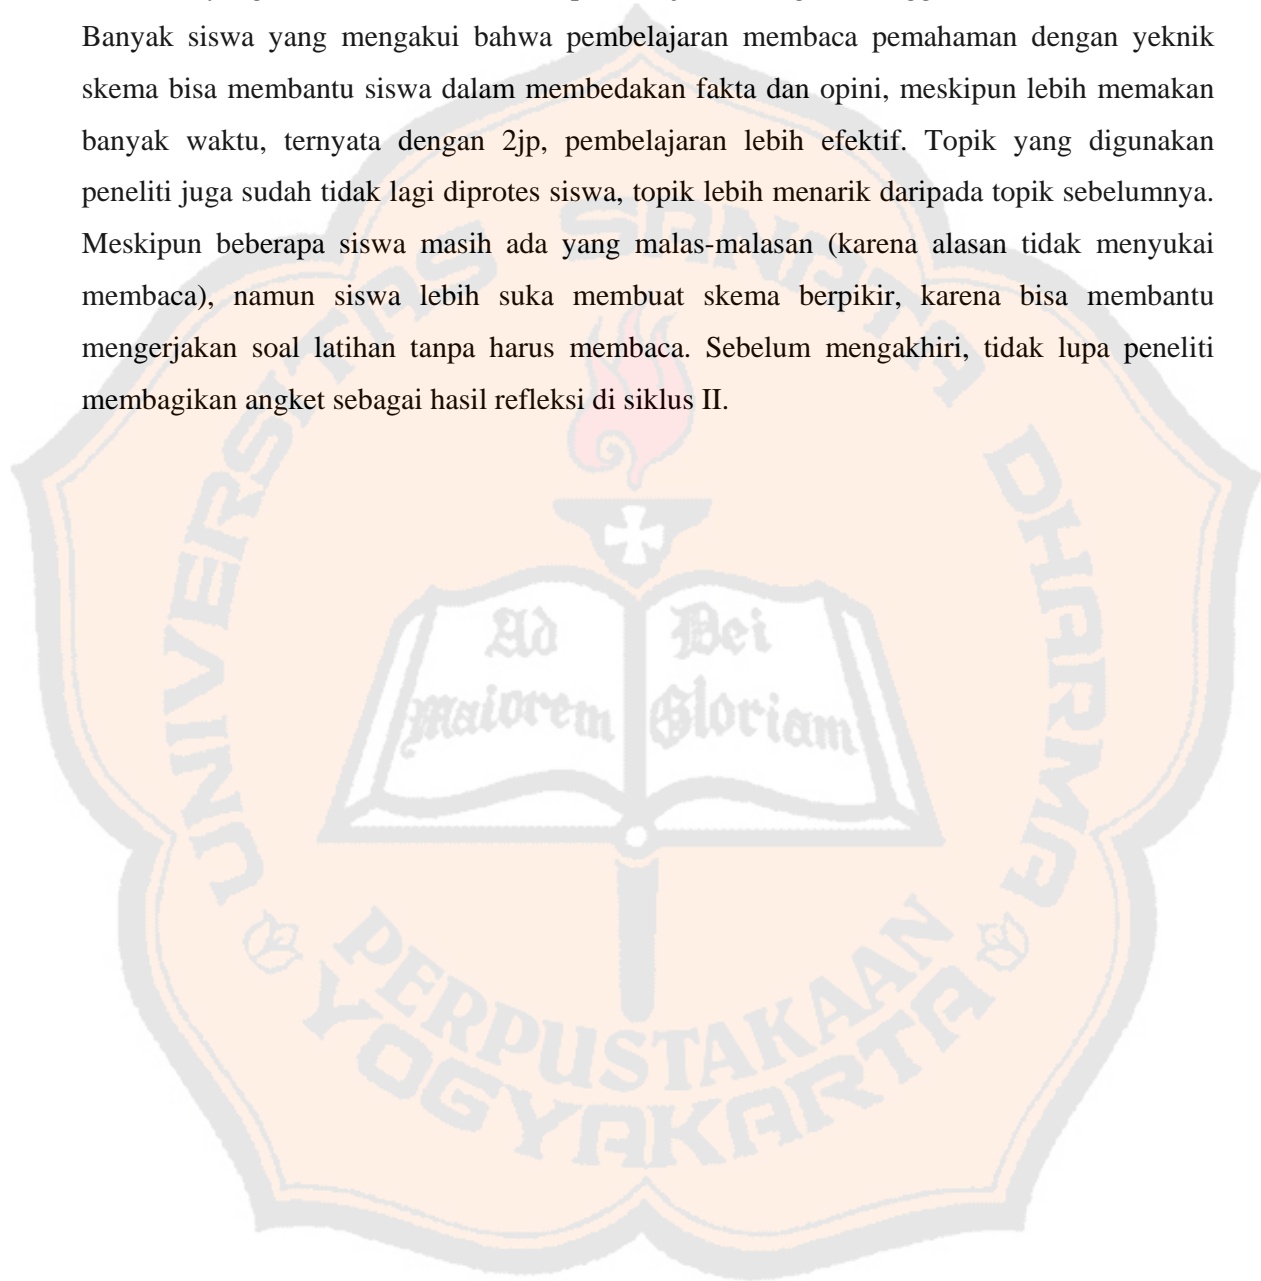 Banyak siswa yang mengakui bahwa pembelajaran membaca pemahaman dengan yeknik
skema bisa membantu siswa dalam membedakan fakta dan opini, meskipun lebih memakan
banyak waktu, ternyata dengan 2jp, pembelajaran lebih efektif. Topik yang digunakan
peneliti juga sudah tidak lagi diprotes siswa, topik lebih menarik daripada topik sebelumnya.
Meskipun beberapa siswa masih ada yang malas-malasan (karena alasan tidak menyukai
membaca), namun siswa lebih suka membuat skema berpikir, karena bisa membantu
mengerjakan soal latihan tanpa harus membaca. Sebelum mengakhiri, tidak lupa peneliti
membagikan angket sebagai hasil refleksi di siklus II.
UNIVERSITAS SANATA DHARMA
Ad Dei
Maiorem Gloriam
PERPUSTAKAAN
YOGYAKARTA